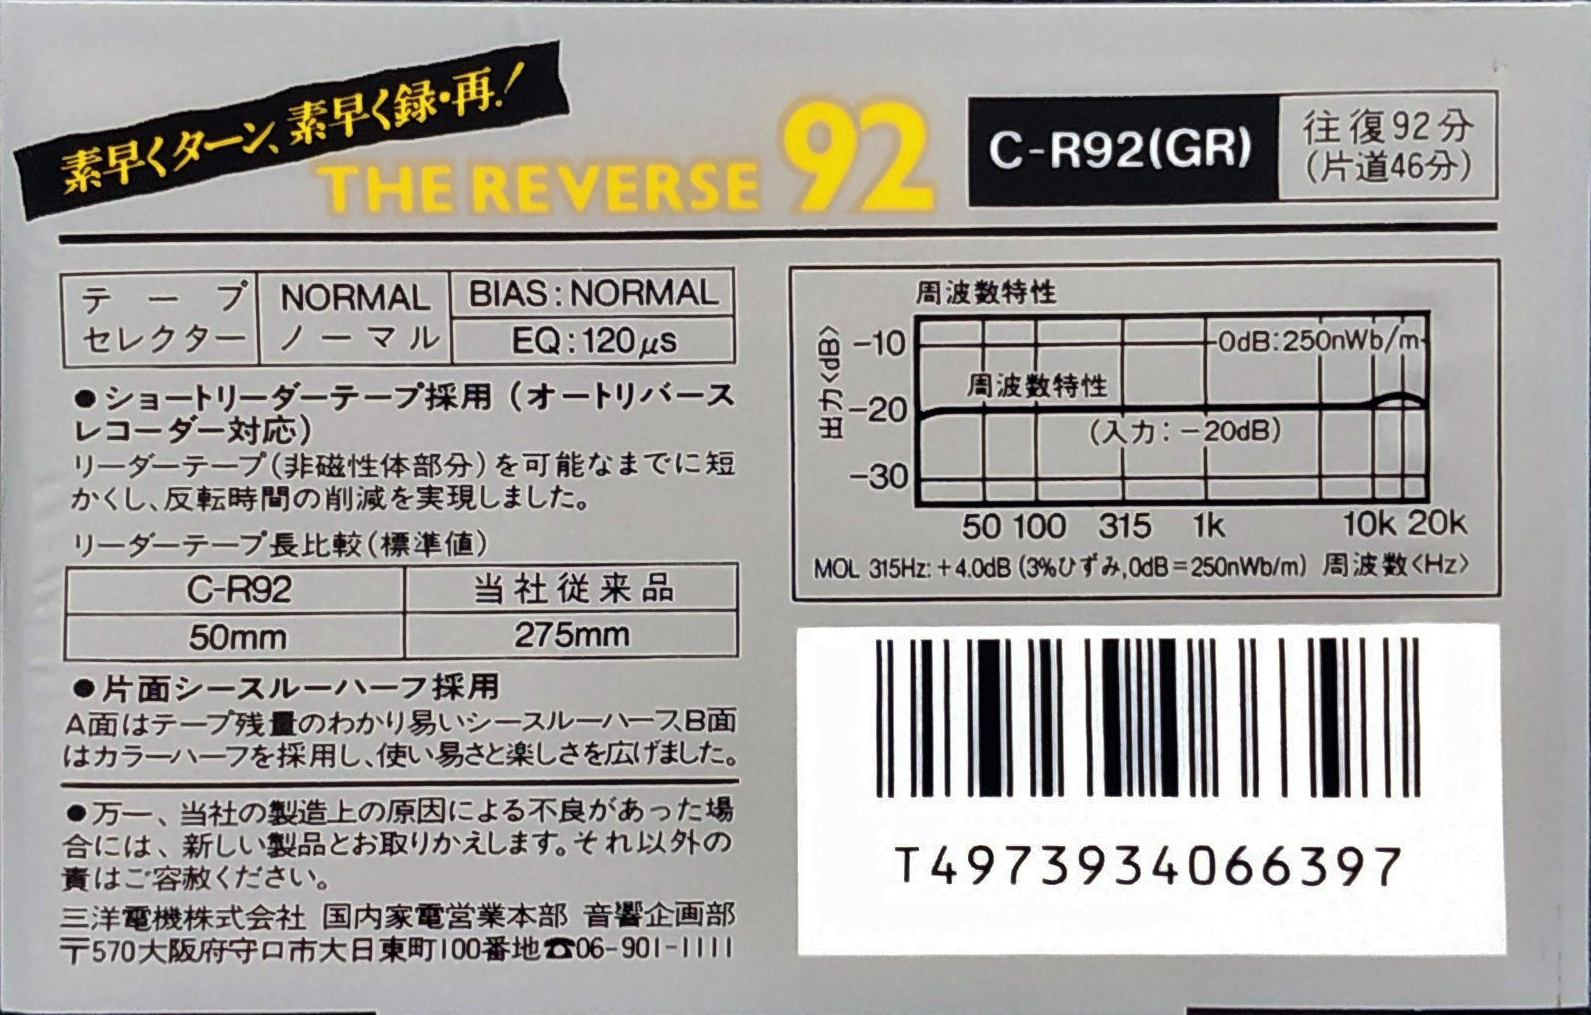 素早くターン、素早く録・再!
THE REVERSE 92
C-R92(GR)
往復92分
(片道46分)
テープ
セレクター
NORMAL
ノーマル
BIAS:NORMAL
EQ:120μs
●ショートリーダーテープ採用(オートリバース
レコーダー対応)
リーダーテープ(非磁性体部分)を可能なまでに短
かくし、反転時間の削減を実現しました。
リーダーテープ長比較(標準値)
C-R92 当社従来品
50mm 275mm
●片面シースルーハーフ採用
A面はテープ残量のわかり易いシースルーハーフ、B面
はカラーハーフを採用し、使い易さと楽しさを広げました。
●万一、当社の製造上の原因による不良があった場
合には、新しい製品とお取りかえします。それ以外の
責はご容赦ください。
三洋電機株式会社 国内家電営業本部 音響企画部
〒570大阪府守口市大日東町100番地☎06-901-1111
周波数特性
出力<dB>
-10
-20
-30
0dB:250nWb/m
周波数特性
(入力:-20dB)
50 100 315 1k 10k 20k
MOL 315Hz:+4.0dB (3%ひずみ,0dB=250nWb/m) 周波数<Hz>
T4973934066397